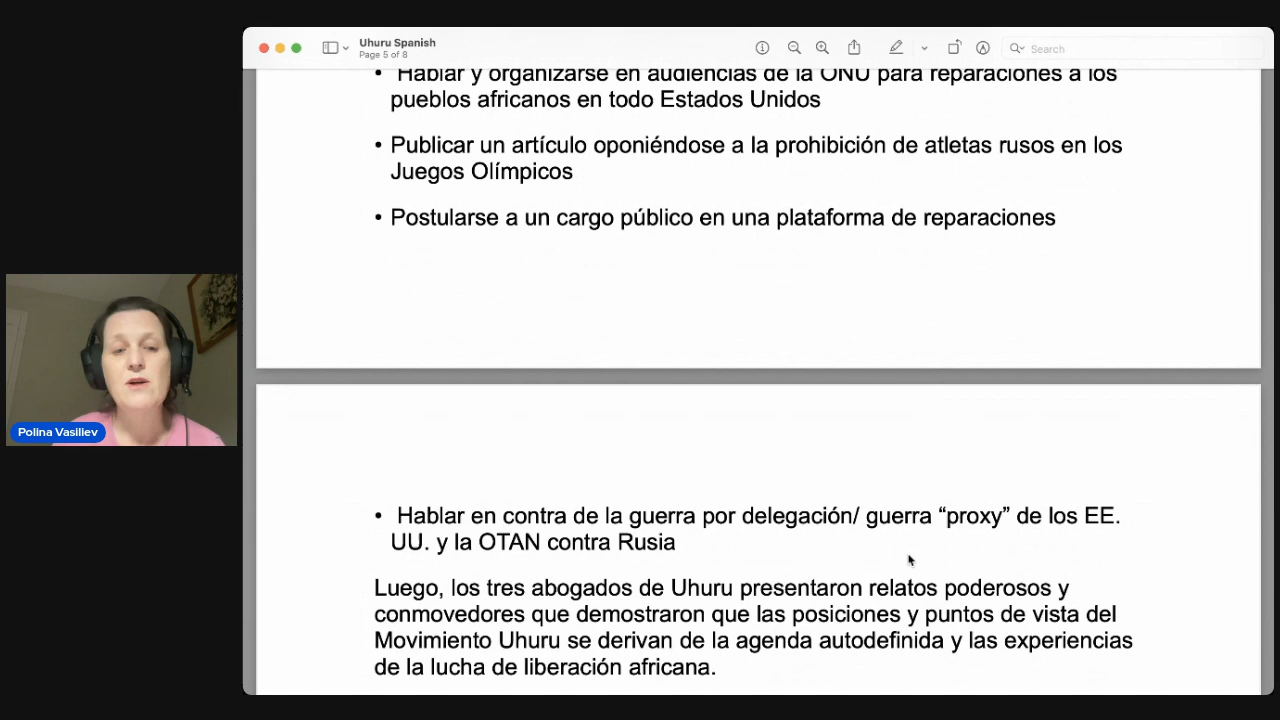 Uhuru Spanish
Page 5 of 8
Search
• Hablar y organizarse en audiencias de la ONU para reparaciones a los
pueblos africanos en todo Estados Unidos
• Publicar un artículo oponiéndose a la prohibición de atletas rusos en los
Juegos Olímpicos
• Postularse a un cargo público en una plataforma de reparaciones
Polina Vasiliev
• Hablar en contra de la guerra por delegación/ guerra “proxy” de los EE.
UU. y la OTAN contra Rusia
Luego, los tres abogados de Uhuru presentaron relatos poderosos y
conmovedores que demostraron que las posiciones y puntos de vista del
Movimiento Uhuru se derivan de la agenda autodefinida y las experiencias
de la lucha de liberación africana.